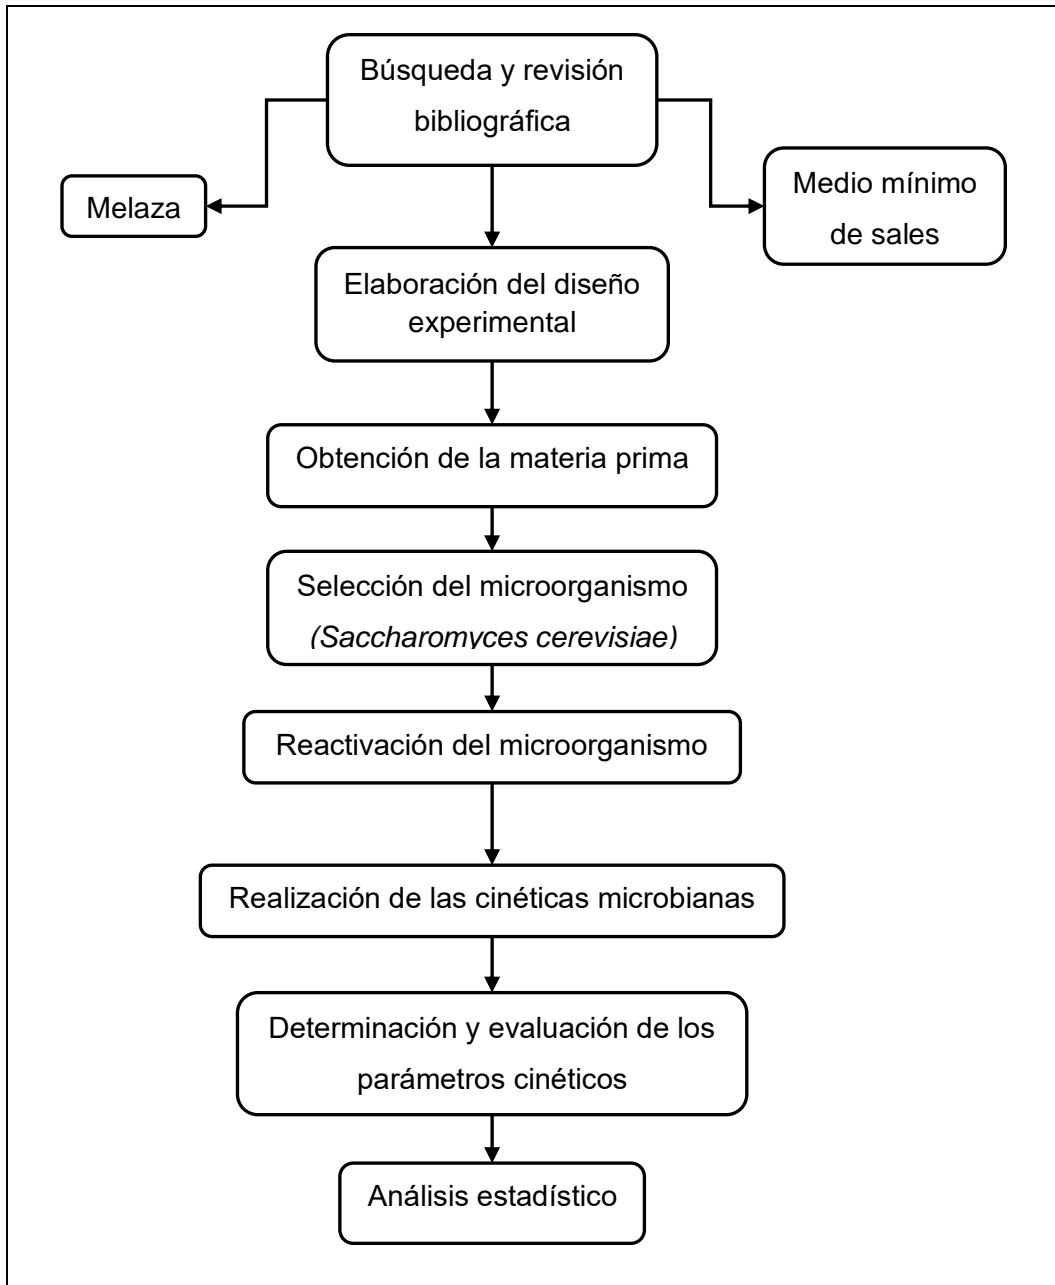 Búsqueda y revisión
bibliográfica
Melaza
Medio mínimo
de sales
Elaboración del diseño
experimental
Obtención de la materia prima
Selección del microorganismo
(Saccharomyces cerevisiae)
Reactivación del microorganismo
Realización de las cinéticas microbianas
Determinación y evaluación de los
parámetros cinéticos
Análisis estadístico